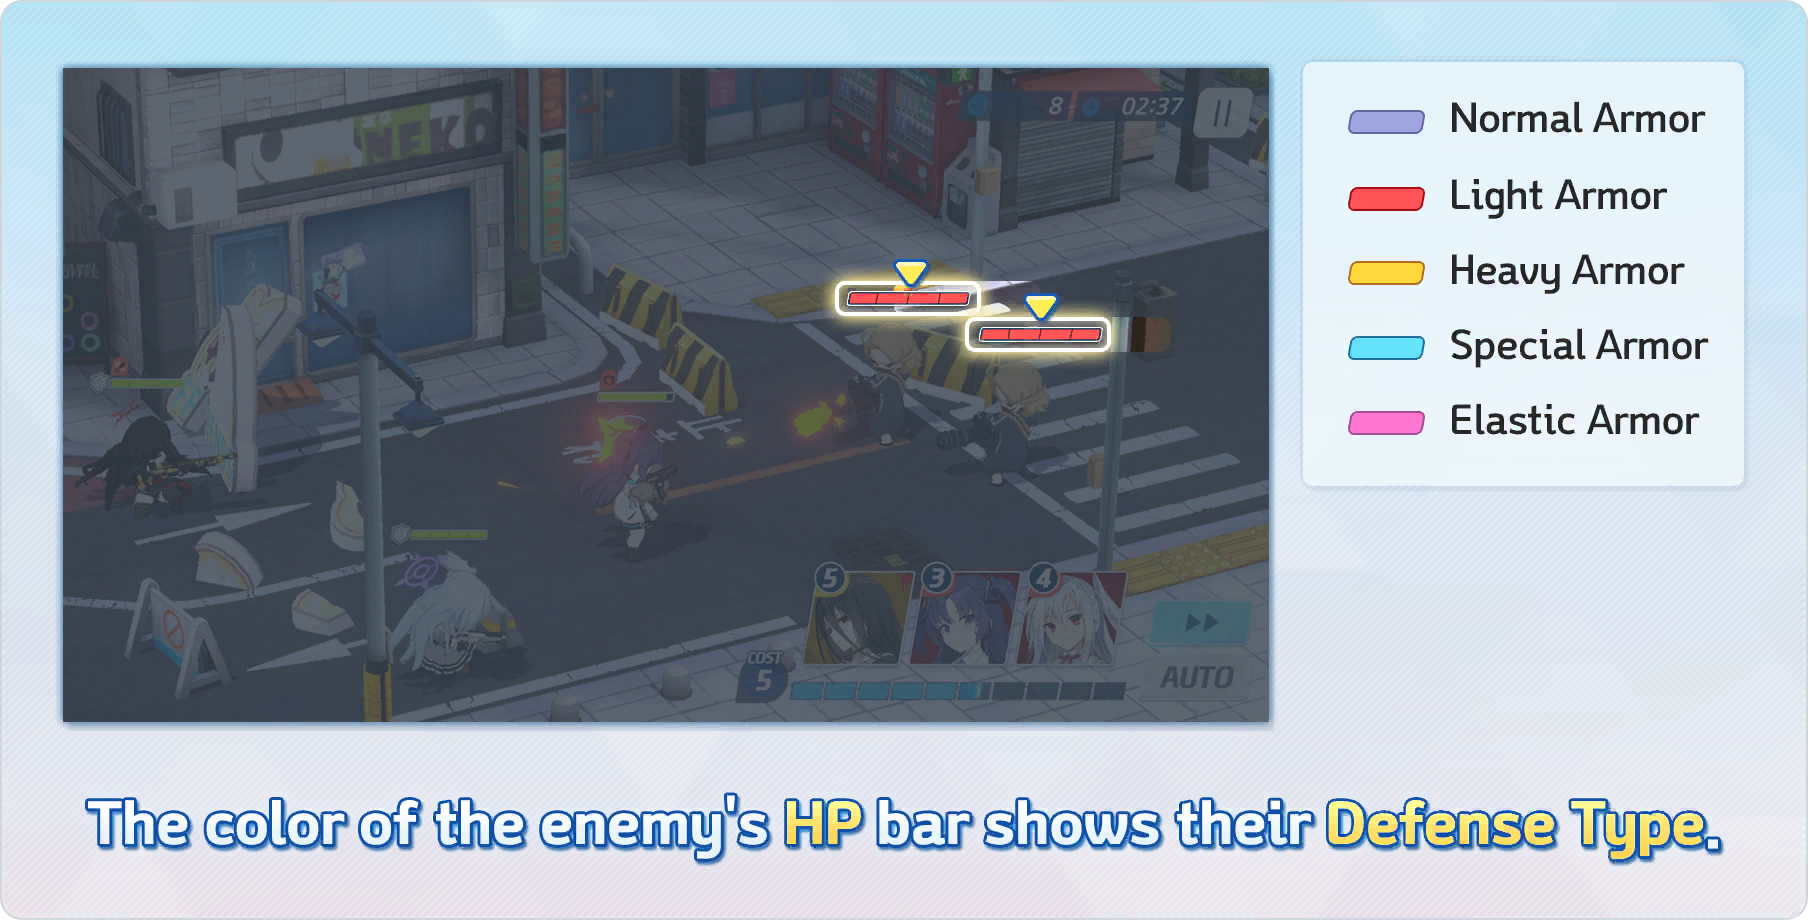 NEKO
8
02:37
OFFEE
5
3
4
COST
5
AUTO
Normal Armor
Light Armor
Heavy Armor
Special Armor
Elastic Armor
The color of the enemy's HP bar shows their Defense Type.